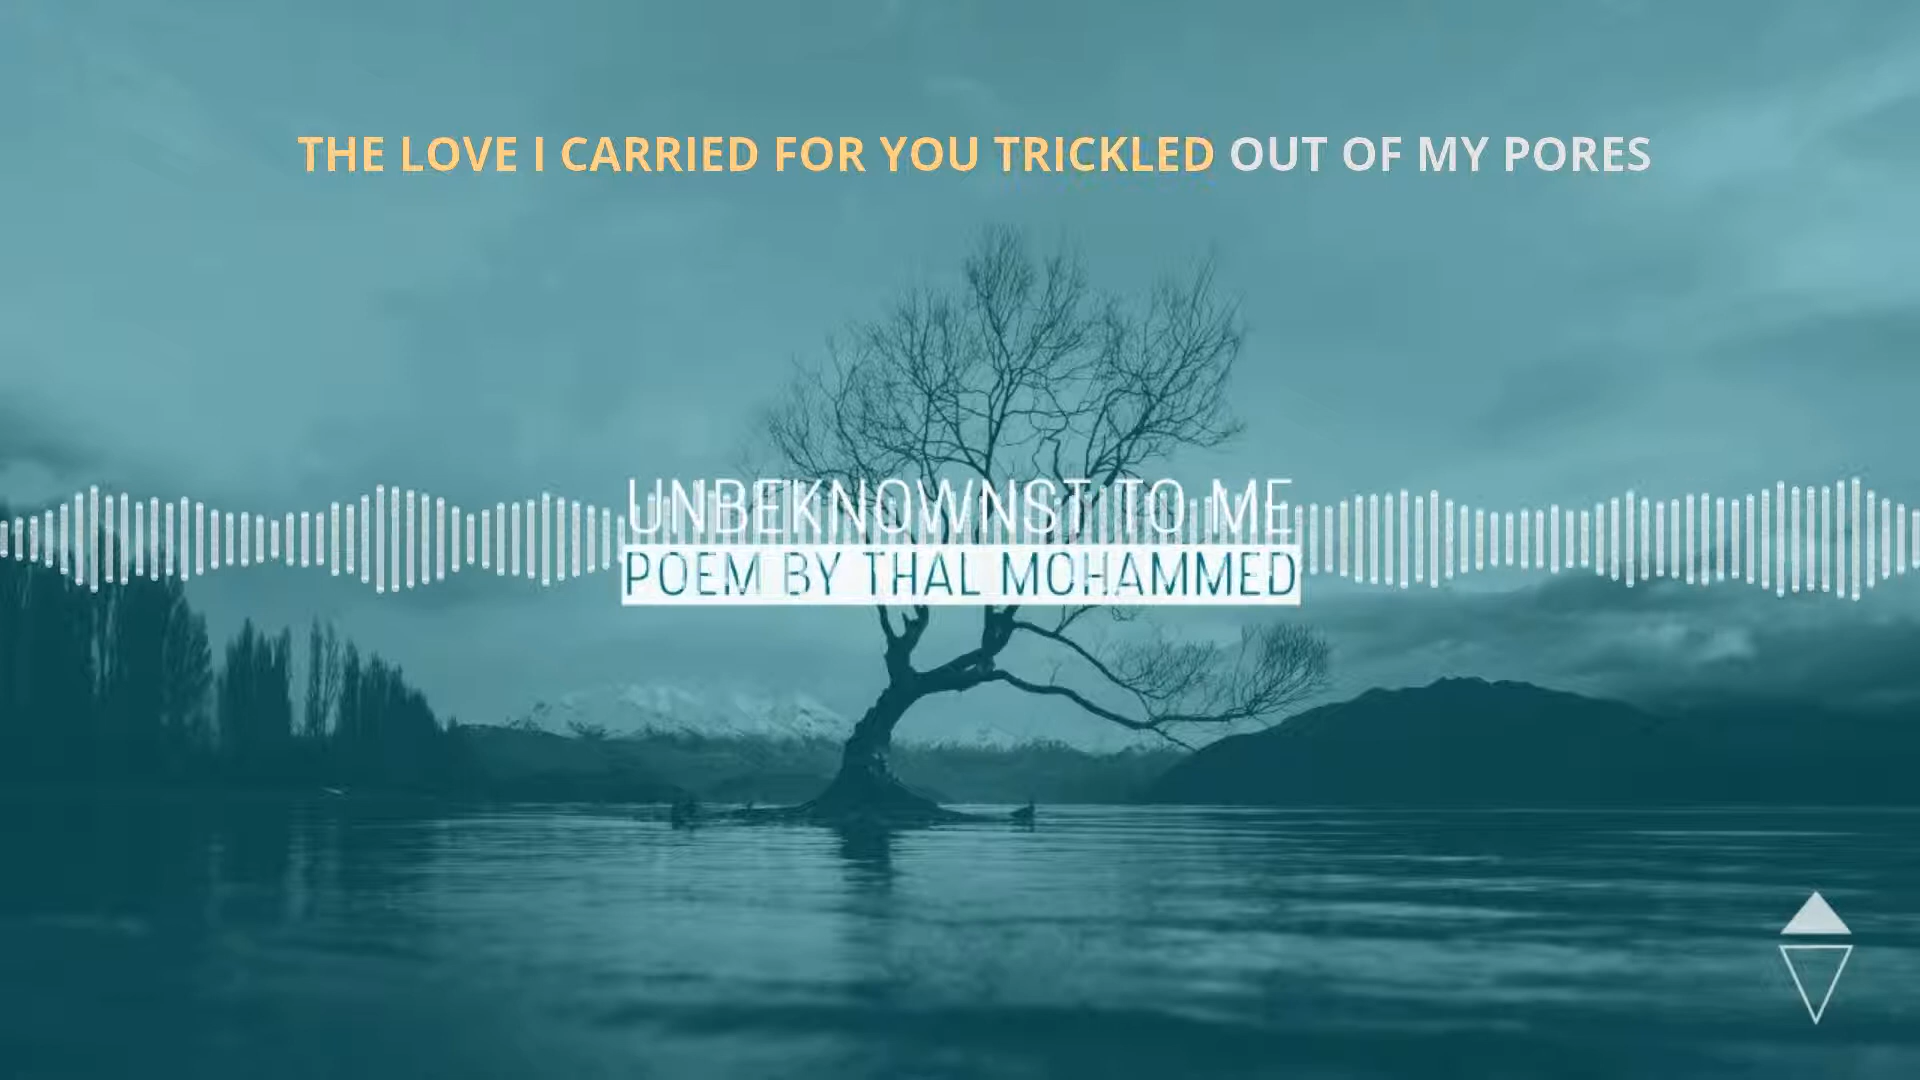 THE LOVE I CARRIED FOR YOU TRICKLED OUT OF MY PORES
UNBEKNOWNST TO ME
POEM BY THAL MOHAMMED